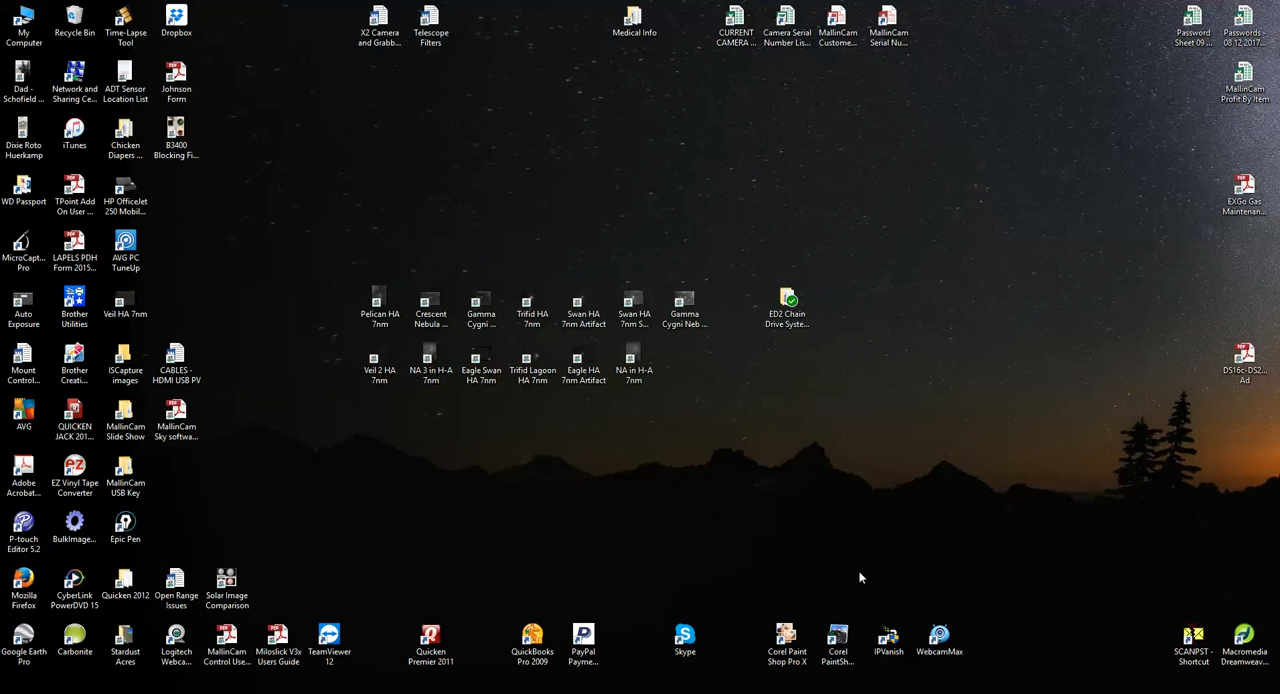 My
Computer
Recycle Bin
Time-Lapse
Tool
Dropbox
X2 Camera
and Grabb...
Telescope
Filters
Medical Info
CURRENT
CAMERA ...
Camera Serial
Number Lis...
MallinCam
Custome...
MallinCam
Serial Nu...
Password
Sheet 09 ...
Passwords -
08 12 2017...
Dad -
Schofield ...
Network and
Sharing Ce...
ADT Sensor
Location List
Johnson
Form
MallinCam
Profit By Item
Dixie Roto
Huerkamp
iTunes
Chicken
Diapers ...
B3400
Blocking Fi...
WD Passport
TPoint Add
On User ...
HP OfficeJet
250 Mobil...
EXGo Gas
Maintenan...
MicroCapt...
Pro
LAPELS PDH
Form 2015...
AVG PC
TuneUp
Auto
Exposure
Brother
Utilities
Veil HA 7nm
Pelican HA
7nm
Crescent
Nebula ...
Gamma
Cygni ...
Trifid HA
7nm
Swan HA
7nm Artifact
Swan HA
7nm S...
Gamma
Cygni Neb ...
ED2 Chain
Drive Syste...
Mount
Control...
Brother
Creati...
ISCapture
images
CABLES -
HDMI USB PV
Veil 2 HA
7nm
NA 3 in H-A
7nm
Eagle Swan
HA 7nm
Trifid Lagoon
HA 7nm
Eagle HA
7nm Artifact
NA in H-A
7nm
DS16c-DS2...
Ad
AVG
QUICKEN
JACK 201...
MallinCam
Slide Show
MallinCam
Sky softwa...
Adobe
Acrobat...
EZ Vinyl Tape
Converter
MallinCam
USB Key
P-touch
Editor 5.2
BulkImage...
Epic Pen
Mozilla
Firefox
CyberLink
PowerDVD 15
Quicken 2012
Open Range
Issues
Solar Image
Comparison
Google Earth
Pro
Carbonite
Stardust
Acres
Logitech
Webca...
MallinCam
Control Use...
Miloslick V3x
Users Guide
TeamViewer
12
Quicken
Premier 2011
QuickBooks
Pro 2009
PayPal
Payme...
Skype
Corel Paint
Shop Pro X
Corel
PaintSh...
IPVanish
WebcamMax
SCANPST -
Shortcut
Macromedia
Dreamweav...